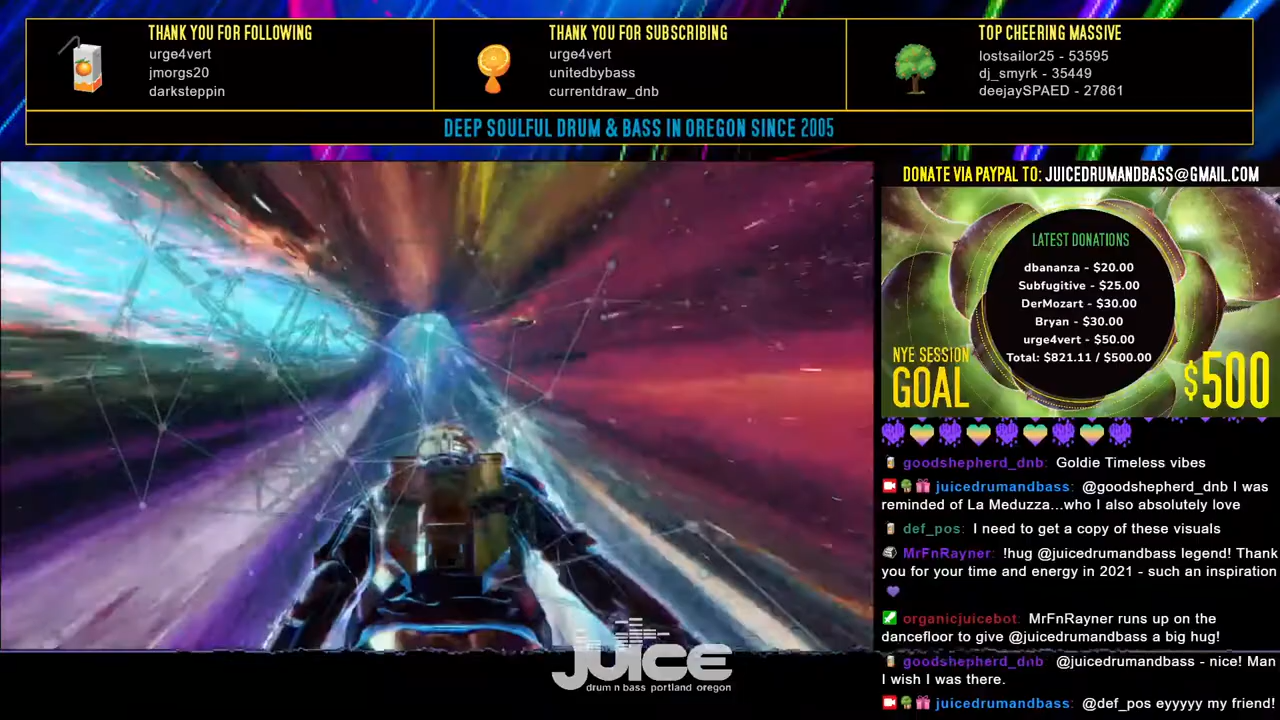 THANK YOU FOR FOLLOWING
urge4vert
jmorgs20
darksteppin
THANK YOU FOR SUBSCRIBING
urge4vert
unitedbybass
currentdraw_dnb
TOP CHEERING MASSIVE
lostsailor25 - 53595
dj_smyrk - 35449
deejaySPAED - 27861
DEEP SOULFUL DRUM & BASS IN OREGON SINCE 2005
DONATE VIA PAYPAL TO: JUICEDRUMANDBASS@GMAIL.COM
LATEST DONATIONS
dbananza - $20.00
Subfugitive - $25.00
DerMozart - $30.00
Bryan - $30.00
urge4vert - $50.00
Total: $821.11 / $500.00
NYE SESSION
GOAL
$500
goodshepherd_dnb: Goldie Timeless vibes
juicedrumandbass: @goodshepherd_dnb I was
reminded of La Meduzza...who I also absolutely love
def_pos: I need to get a copy of these visuals
MrFnRayner: !hug @juicedrumandbass legend! Thank
you for your time and energy in 2021 - such an inspiration
organicjuicebot: MrFnRayner runs up on the
dancefloor to give @juicedrumandbass a big hug!
goodshepherd_dnb @juicedrumandbass - nice! Man
I wish I was there.
juicedrumandbass: @def_pos eyyyyy my friend!
JUICE
drum n bass portland oregon